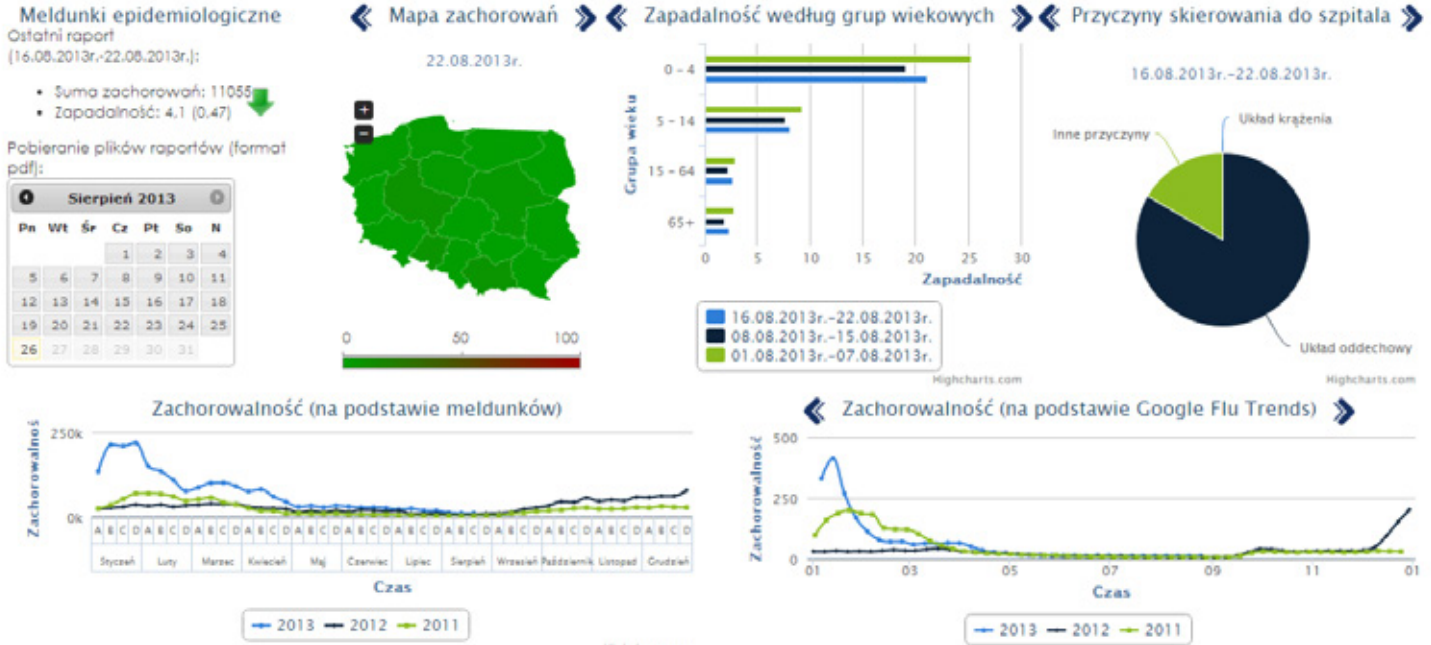 Meldunki epidemiologiczne
Ostatni raport
(16.08.2013r.-22.08.2013r.):
Suma zachorowań: 11055
Zapadalność: 4.1 (0.47)
Pobieranie plików raportów (format
pdf):
Sierpień 2013
Pn Wt Śr Cz Pt So N
1 2 3 4
5 6 7 8 9 10 11
12 13 14 15 16 17 18
19 20 21 22 23 24 25
26 27 28 29 30 31
Mapa zachorowań
22.08.2013r.
+
−
0 50 100
Zapadalność według grup wiekowych
Grupa wieku
0 - 4
5 - 14
15 - 64
65+
0 5 10 15 20 25 30
Zapadalność
16.08.2013r.-22.08.2013r.
08.08.2013r.-15.08.2013r.
01.08.2013r.-07.08.2013r.
Highcharts.com
Przyczyny skierowania do szpitala
16.08.2013r.-22.08.2013r.
Układ krążenia
Inne przyczyny
Układ oddechowy
Highcharts.com
Zachorowalność (na podstawie meldunków)
Zachorowalnoś
250k
0k
A B C D A B C D A B C D A B C D A B C D A B C D A B C D A B C D A B C D A B C D A B C D A B C D
Styczeń Luty Marzec Kwiecień Maj Czerwiec Lipiec Sierpień Wrzesień Październik Listopad Grudzień
Czas
2013 2012 2011
Zachorowalność (na podstawie Google Flu Trends)
Zachorowalność
500
250
0
01 03 05 07 09 11 01
Czas
2013 2012 2011